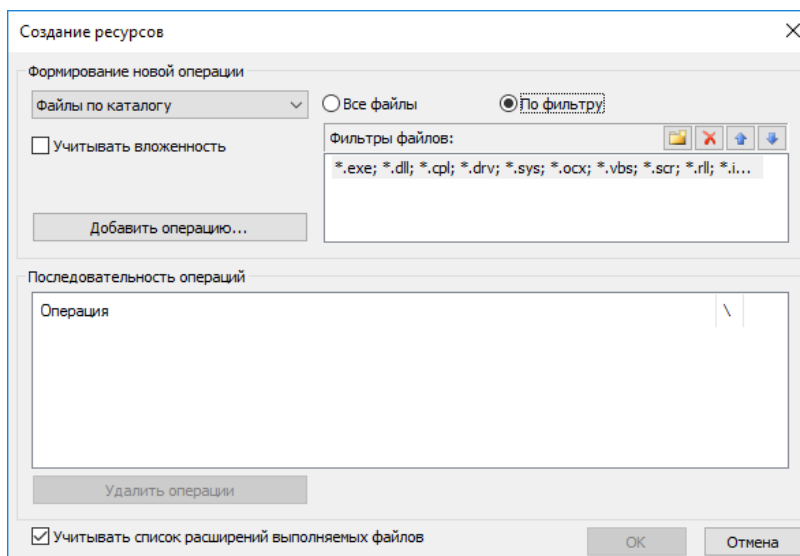 Создание ресурсов
Формирование новой операции
Файлы по каталогу
Все файлы
По фильтру
Учитывать вложенность
Фильтры файлов:
*.exe; *.dll; *.cpl; *.drv; *.sys; *.ocx; *.vbs; *.scr; *.rll; *.i...
Добавить операцию...
Последовательность операций
Операция \
Удалить операции
Учитывать список расширений выполняемых файлов
OK
Отмена